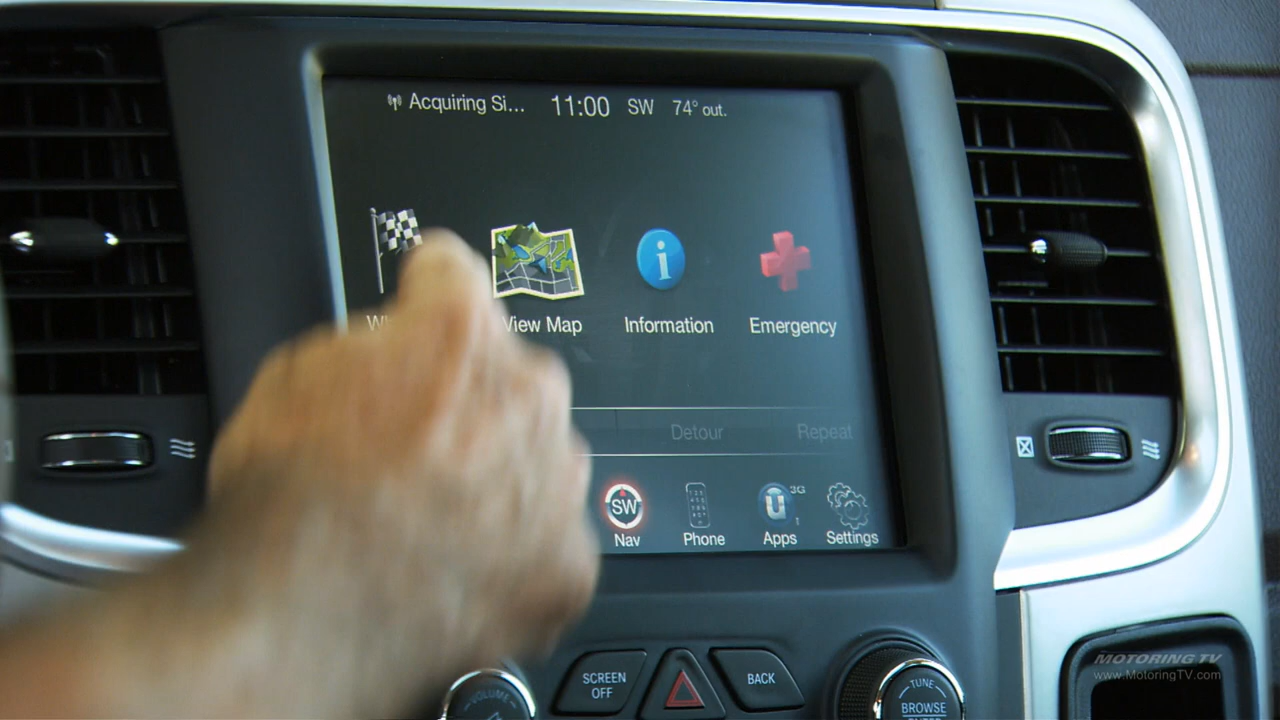 Acquiring Si... 11:00 SW 74° out.
View Map Information Emergency
Detour Repeat
SW 3G
Nav Phone Apps Settings
SCREEN OFF
BACK
VOLUME
TUNE
BROWSE
MOTORING TV
www.MotoringTV.com